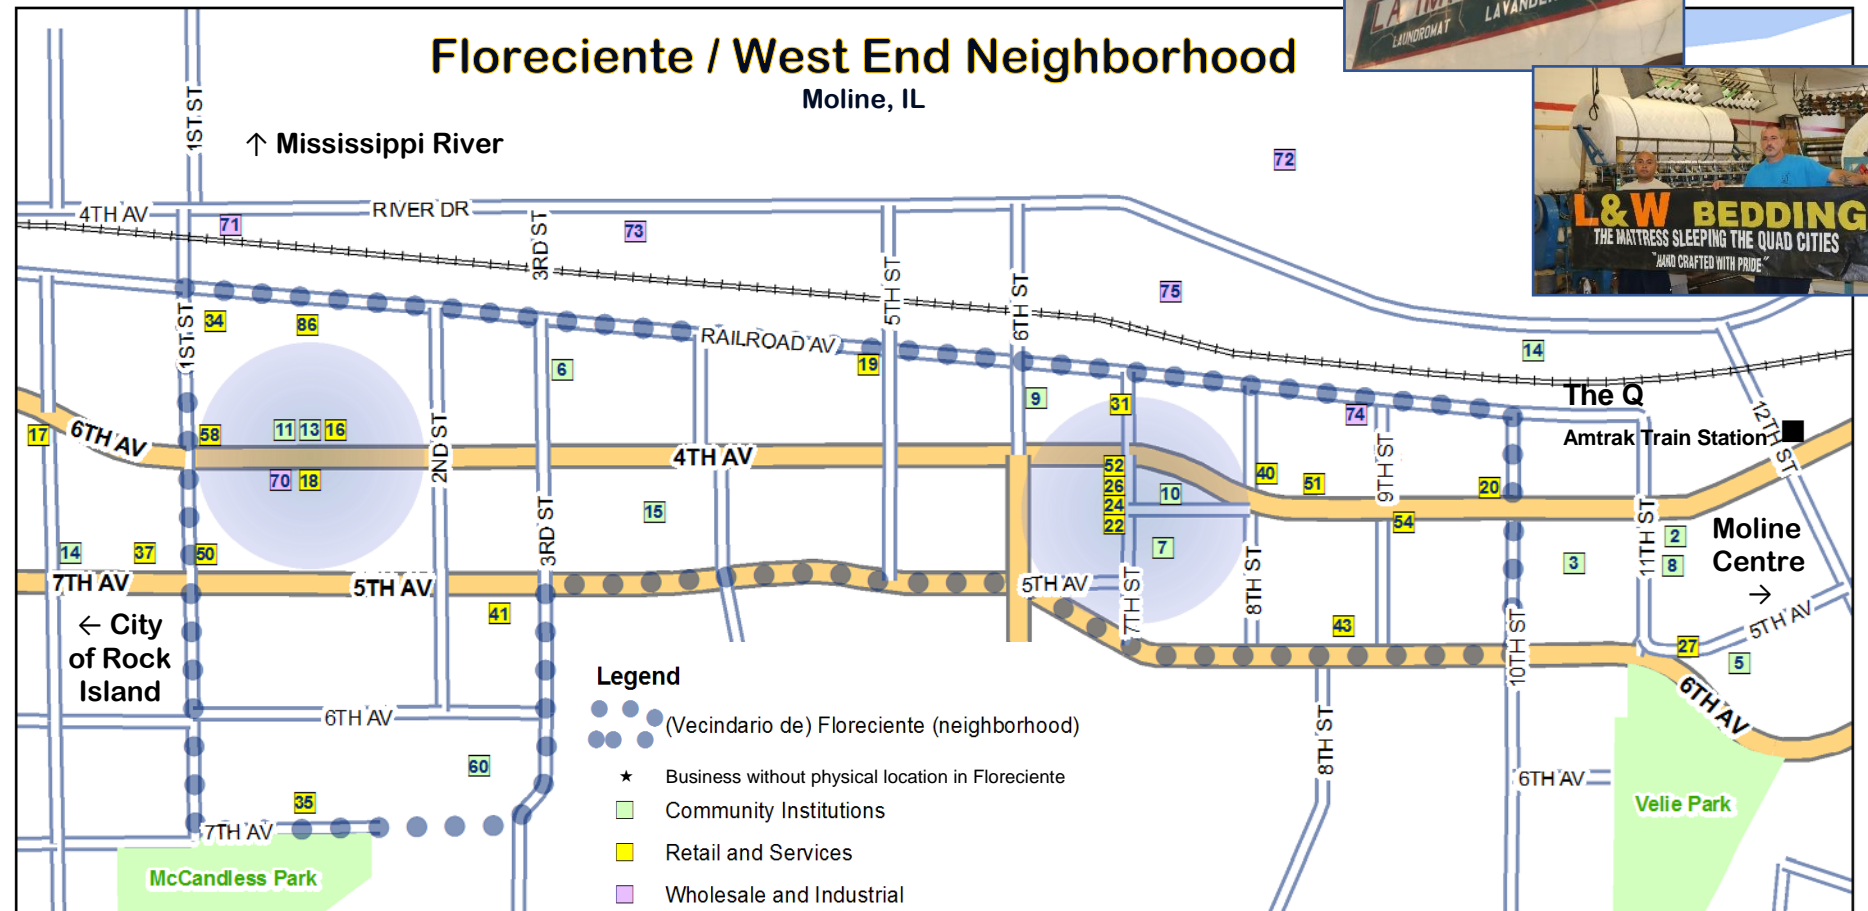 LAUNDROMAT
Floreciente / West End Neighborhood
Moline, IL
↑ Mississippi River
L&W BEDDING
THE MATTRESS SLEEPING THE QUAD CITIES
"HAND CRAFTED WITH PRIDE"
1ST ST
4TH AV
RIVER DR
3RD ST
71
73
72
75
5TH ST
6TH ST
1ST ST
34
86
RAILROAD AV
19
6
9
31
14
74
The Q
Amtrak Train Station
12TH ST
17
6TH AV
58
11
13
16
2ND ST
4TH AV
70
18
52
26
24
22
10
40
51
9TH ST
20
54
15
3RD ST
7
8TH ST
11TH ST
2
3
8
Moline
Centre
→
14
37
50
7TH AV
5TH AV
5TH AV
7TH ST
41
43
10TH ST
27
5
5TH AV
6TH AV
← City
of Rock
Island
6TH AV
60
35
7TH AV
McCandless Park
8TH ST
6TH AV
Velie Park
Legend
(Vecindario de) Floreciente (neighborhood)
★ Business without physical location in Floreciente
Community Institutions
Retail and Services
Wholesale and Industrial